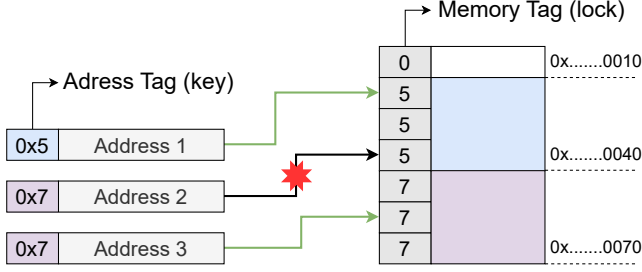 Memory Tag (lock)
Adress Tag (key)
0 0x.......0010
5
5
5 0x......0040
7
7
7 0x......0070
0x5 Address 1
0x7 Address 2
0x7 Address 3